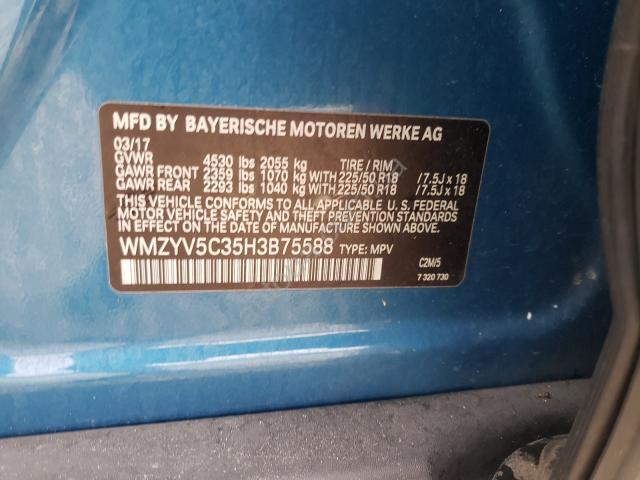 MFD BY BAYERISCHE MOTOREN WERKE AG
03/17
GVWR 4530 lbs 2055 kg TIRE / RIM
GAWR FRONT 2359 lbs 1070 kg WITH 225/50 R18 /7.5J x 18
GAWR REAR 2293 lbs 1040 kg WITH 225/50 R18 /7.5J x 18
THIS VEHICLE CONFORMS TO ALL APPLICABLE U. S. FEDERAL
MOTOR VEHICLE SAFETY AND THEFT PREVENTION STANDARDS
IN EFFECT ON THE DATE OF MANUFACTURE SHOWN ABOVE.
WMZYV5C35H3B75588 TYPE: MPV
C2M/5
7 320 730